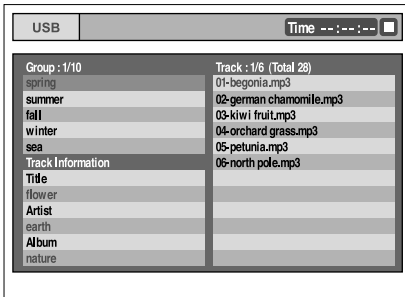 USB
Time --:--:--
Group : 1/10
spring
summer
fall
winter
sea
Track Information
Title
flower
Artist
earth
Album
nature
Track : 1/6 (Total 28)
01-begonia.mp3
02-german chamomile.mp3
03-kiwi fruit.mp3
04-orchard grass.mp3
05-petunia.mp3
06-north pole.mp3